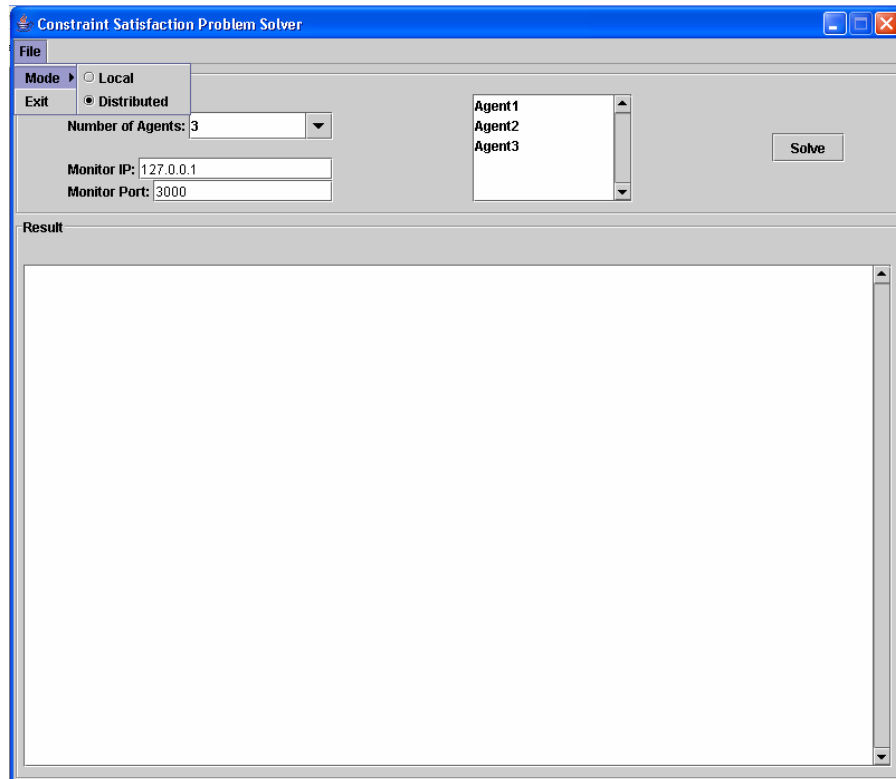 Constraint Satisfaction Problem Solver
File
Mode
Local
Exit
Distributed
Number of Agents: 3
Monitor IP: 127.0.0.1
Monitor Port: 3000
Agent1
Agent2
Agent3
Solve
Result